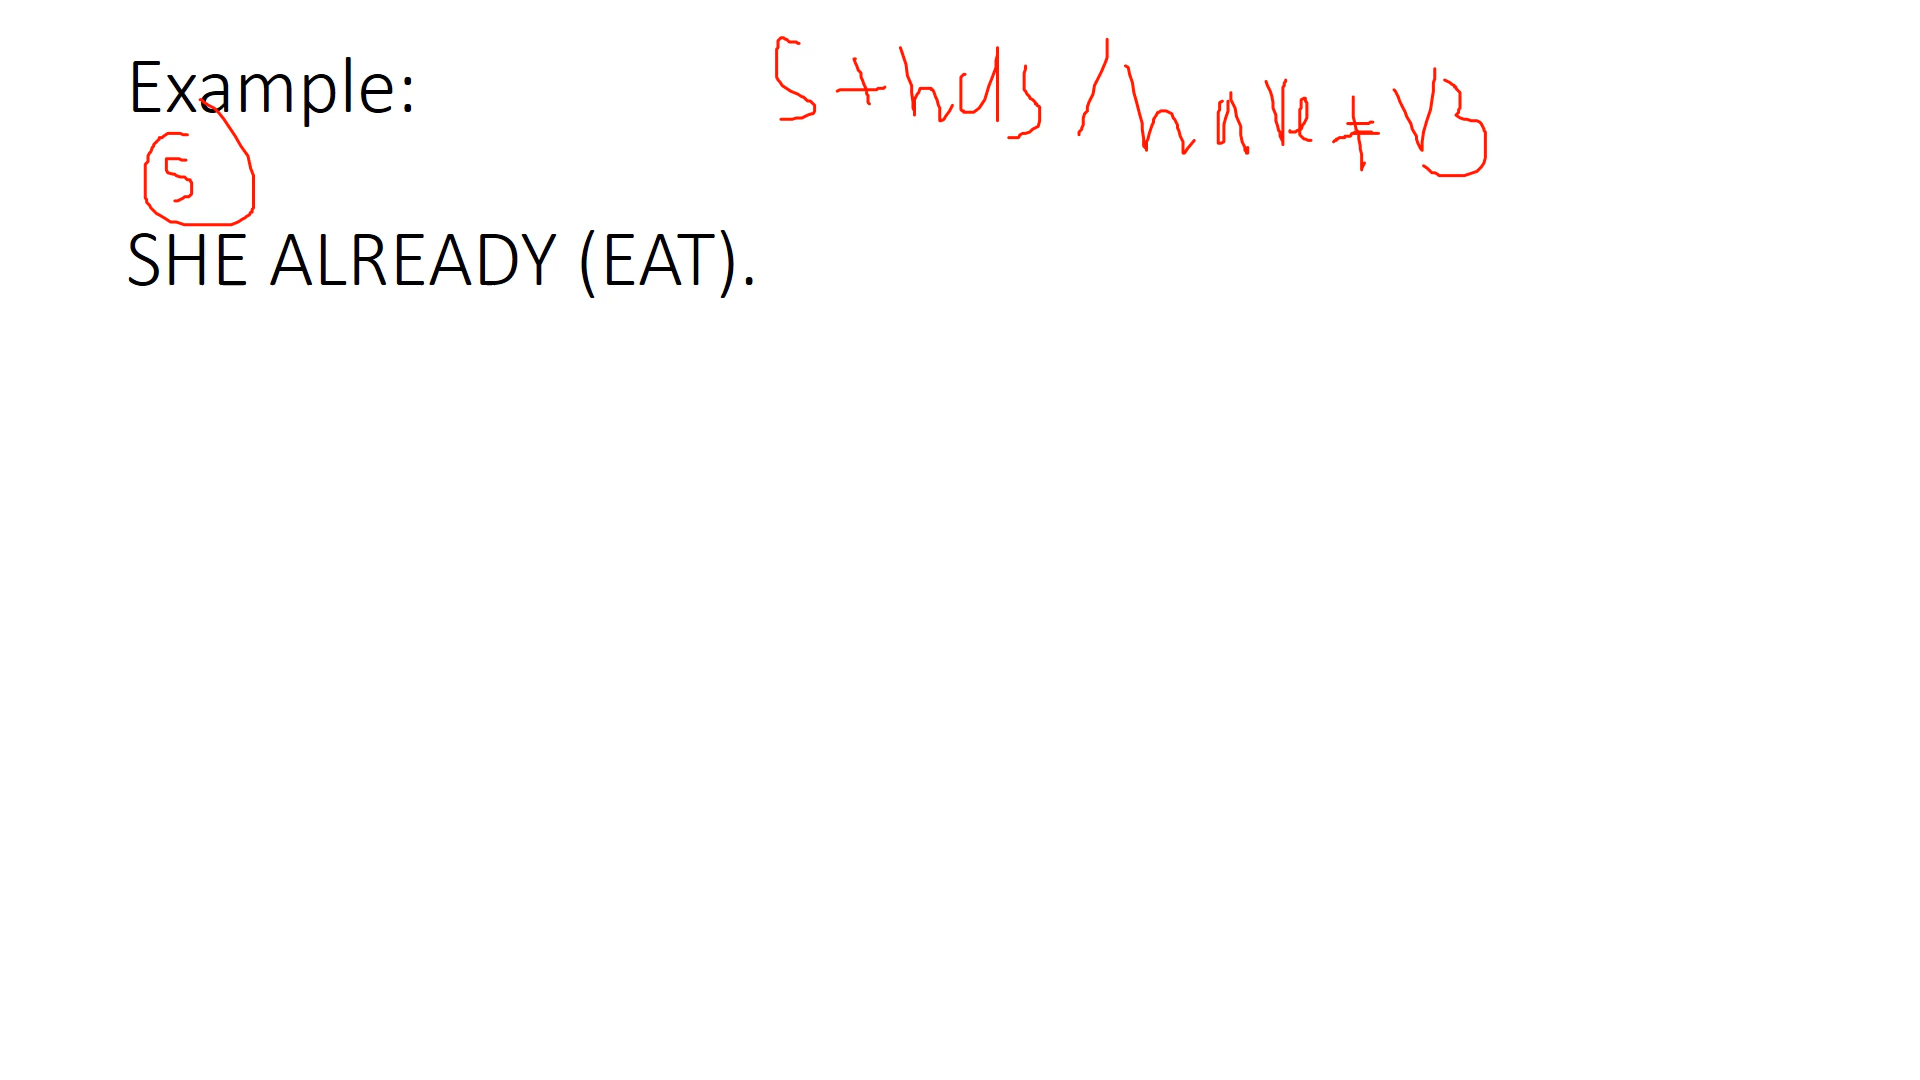 Example:
S + has / have + V3
S
SHE ALREADY (EAT).